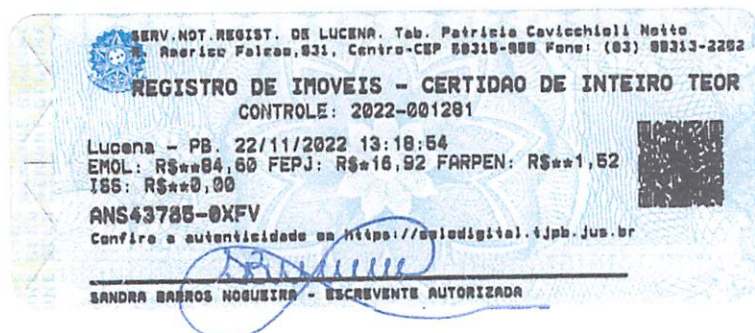 SERV.NOT.REGIST. DE LUCENA. Tab. Patricia Cavicchioli Netto
R. Americo Falcao,831, Centro-CEP 58315-000 Fone: (83) 99313-2202
REGISTRO DE IMOVEIS - CERTIDAO DE INTEIRO TEOR
CONTROLE: 2022-001281
Lucena - PB. 22/11/2022 13:18:54
EMOL: R$**84,60 FEPJ: R$*16,92 FARPEN: R$**1,52
ISS: R$**0,00
ANS43785-0XFV
Confira a autenticidade em https://selodigital.tjpb.jus.br
SANDRA BARROS NOGUEIRA - ESCREVENTE AUTORIZADA